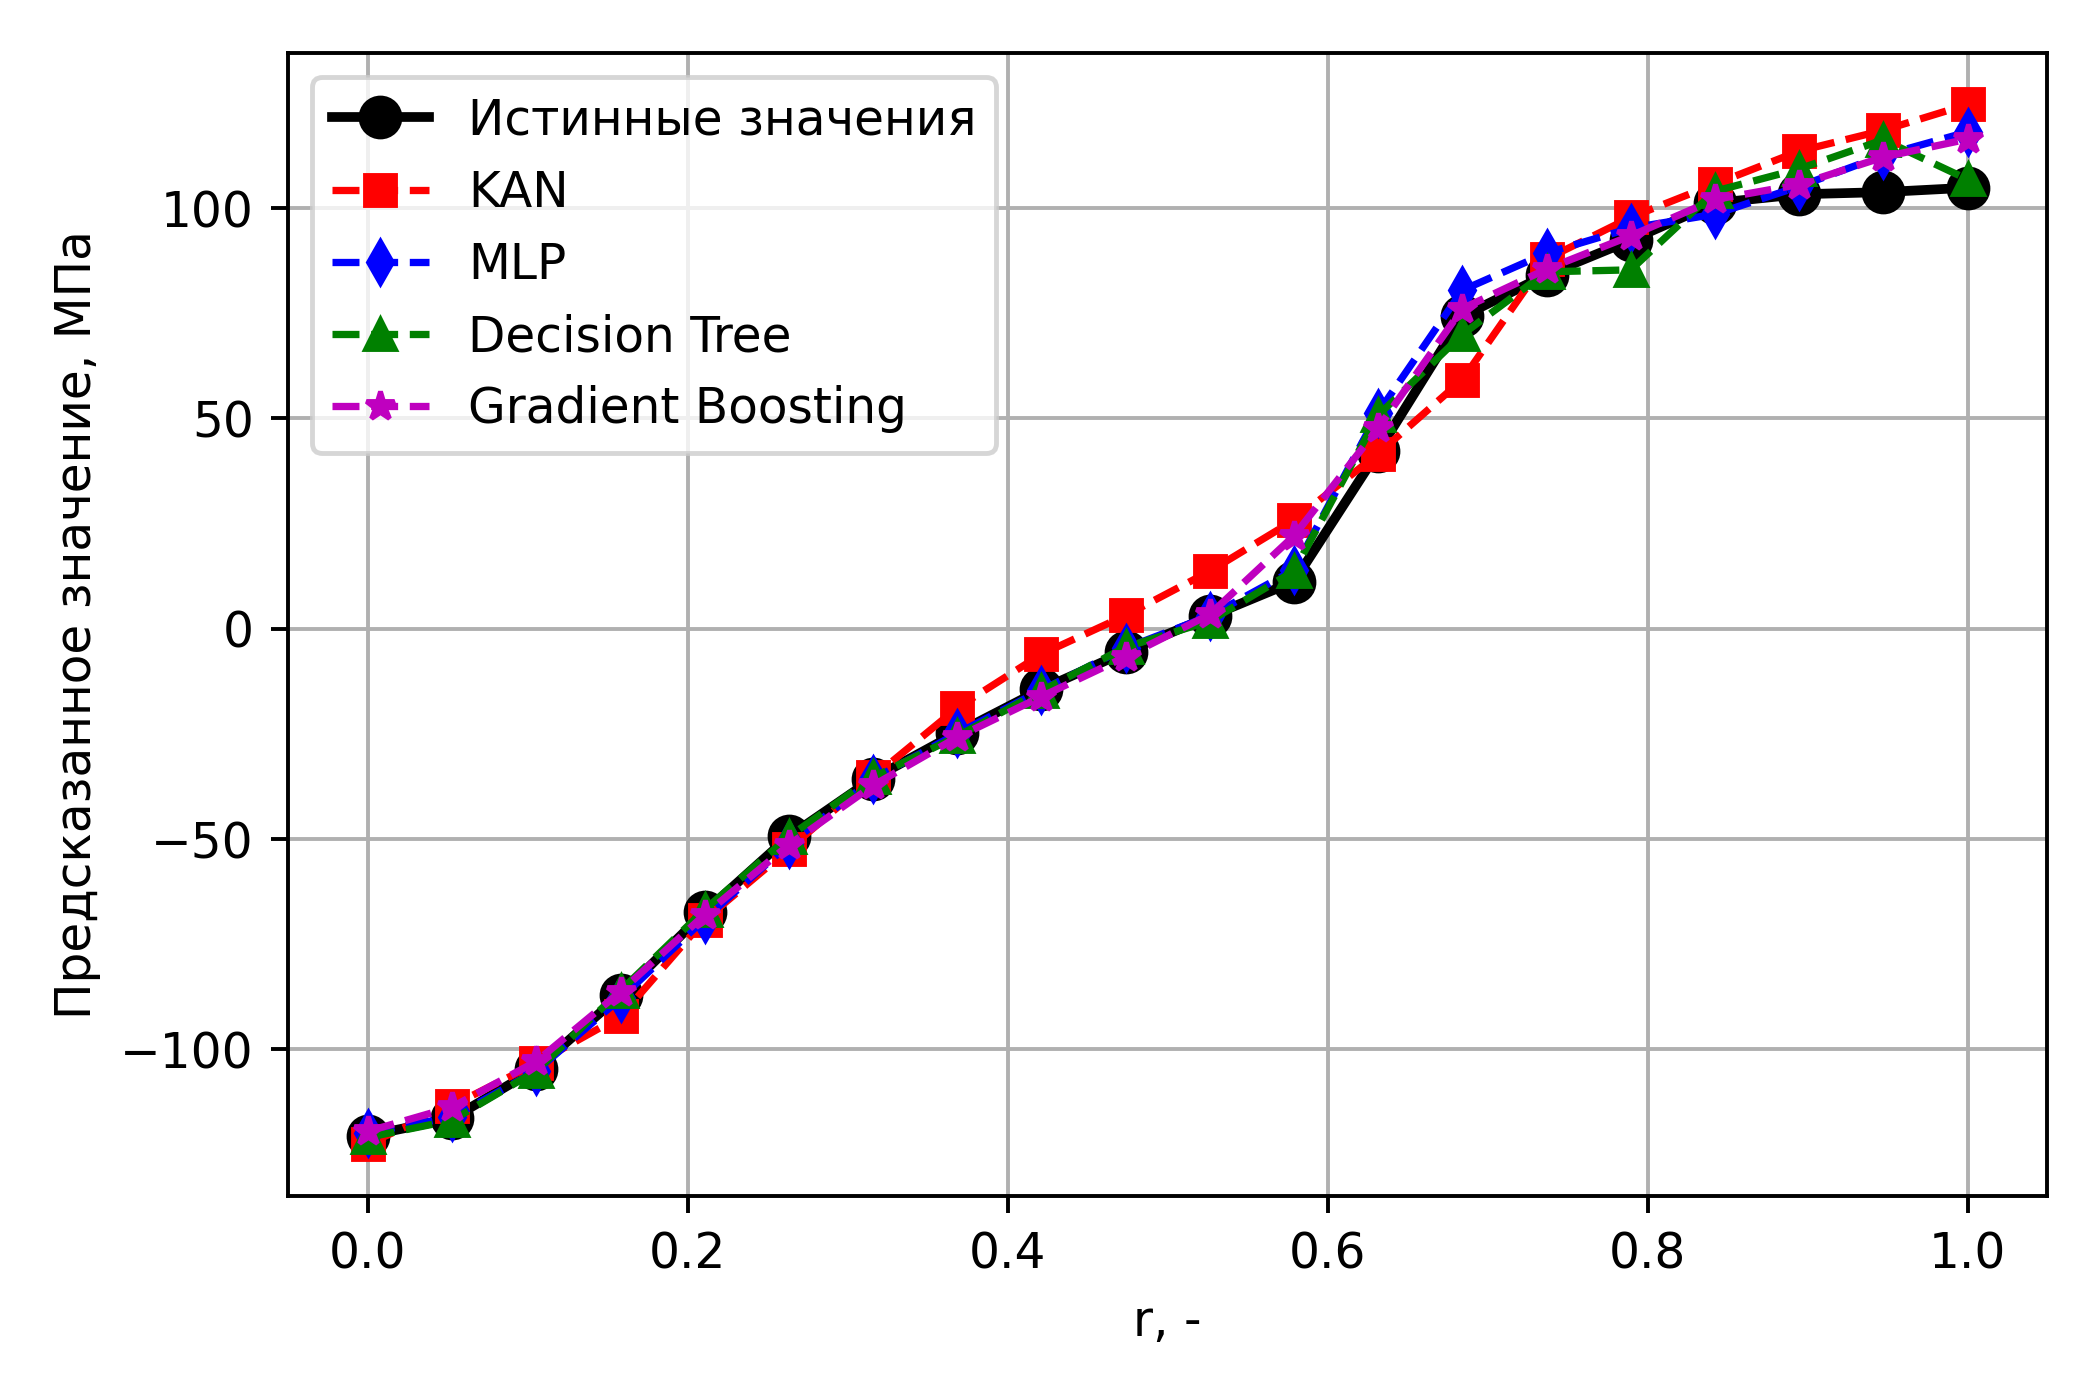 Истинные значения
KAN
MLP
Decision Tree
Gradient Boosting
Предсказанное значение, МПа
100
50
0
−50
−100
0.0 0.2 0.4 0.6 0.8 1.0
r, -